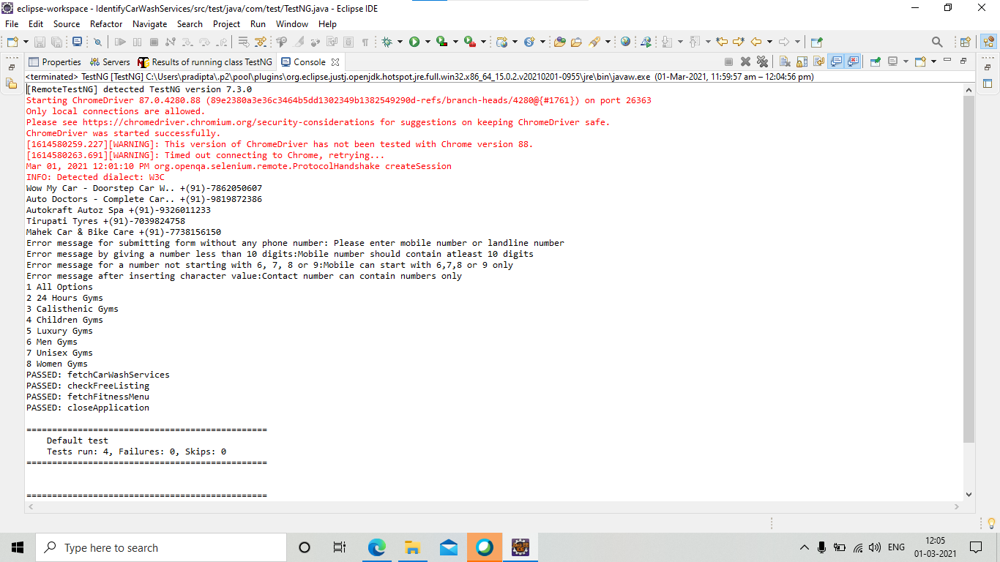 eclipse-workspace - IdentifyCarWashServices/src/test/java/com/test/TestNG.java - Eclipse IDE
File Edit Source Refactor Navigate Search Project Run Window Help
Properties Servers Results of running class TestNG Console
<terminated> TestNG [TestNG] C:\Users\pradipta\.p2\pool\plugins\org.eclipse.justj.openjdk.hotspot.jre.full.win32.x86_64_15.0.2.v20210201-0955\jre\bin\javaw.exe (01-Mar-2021, 11:59:57 am – 12:04:56 pm)
[RemoteTestNG] detected TestNG version 7.3.0
Starting ChromeDriver 87.0.4280.88 (89e2380a3e36c3464b5dd1302349b1382549290d-refs/branch-heads/4280@{#1761}) on port 26363
Only local connections are allowed.
Please see https://chromedriver.chromium.org/security-considerations for suggestions on keeping ChromeDriver safe.
ChromeDriver was started successfully.
[1614580259.227][WARNING]: This version of ChromeDriver has not been tested with Chrome version 88.
[1614580263.691][WARNING]: Timed out connecting to Chrome, retrying...
Mar 01, 2021 12:01:10 PM org.openqa.selenium.remote.ProtocolHandshake createSession
INFO: Detected dialect: W3C
Wow My Car - Doorstep Car W.. +(91)-7862050607
Auto Doctors - Complete Car.. +(91)-9819872386
Autokraft Autoz Spa +(91)-9326011233
Tirupati Tyres +(91)-7039824758
Mahek Car & Bike Care +(91)-7738156150
Error message for submitting form without any phone number: Please enter mobile number or landline number
Error message by giving a number less than 10 digits:Mobile number should contain atleast 10 digits
Error message for a number not starting with 6, 7, 8 or 9:Mobile can start with 6,7,8 or 9 only
Error message after inserting character value:Contact number can contain numbers only
1 All Options
2 24 Hours Gyms
3 Calisthenic Gyms
4 Children Gyms
5 Luxury Gyms
6 Men Gyms
7 Unisex Gyms
8 Women Gyms
PASSED: fetchCarWashServices
PASSED: checkFreeListing
PASSED: fetchFitnessMenu
PASSED: closeApplication
===============================================
Default test
Tests run: 4, Failures: 0, Skips: 0
===============================================
===============================================
Type here to search
ENG
12:05
01-03-2021